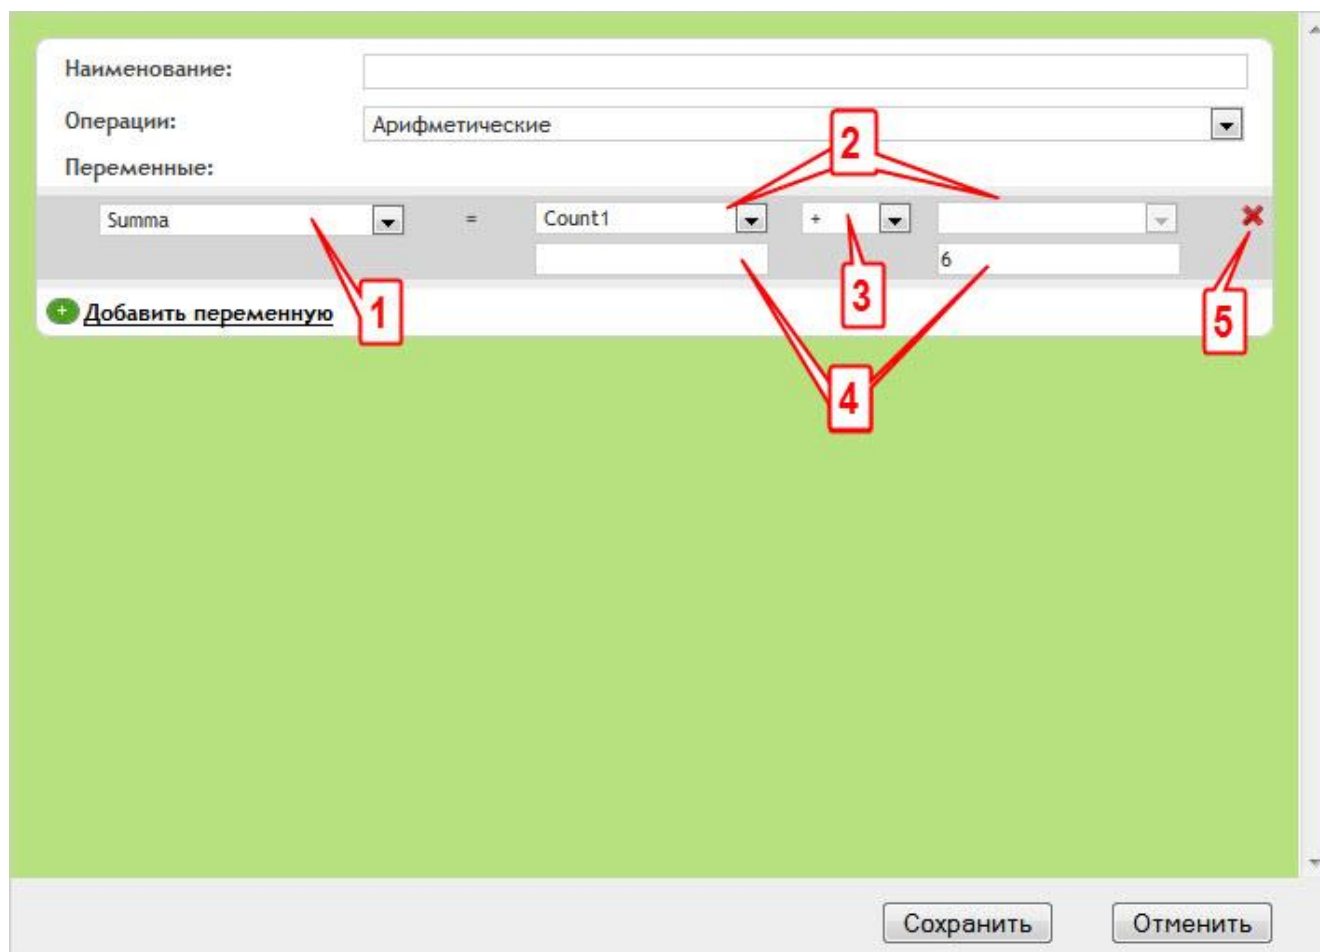 Наименование:
Операции: Арифметические
2
Переменные:
Summa = Count1 +
6
Добавить переменную
1
3
5
4
Сохранить Отменить